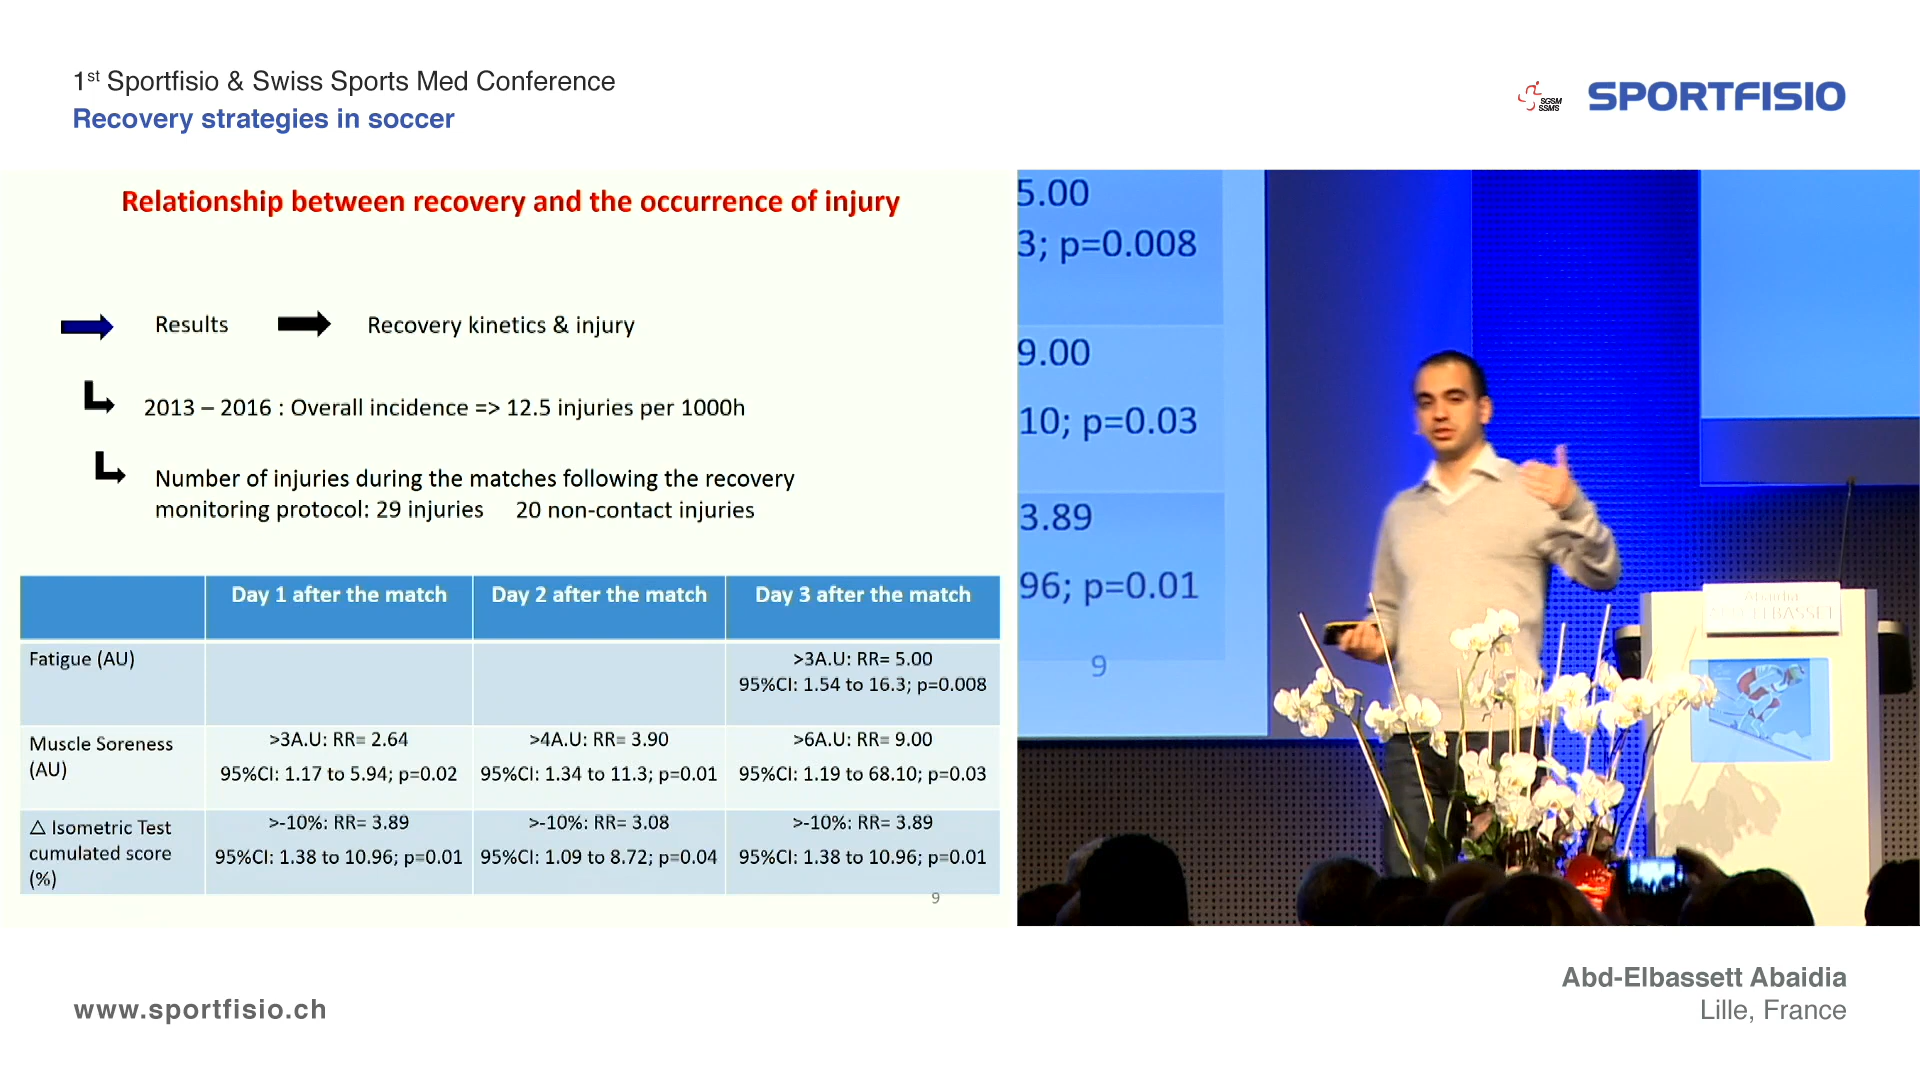 1st Sportfisio & Swiss Sports Med Conference
Recovery strategies in soccer
SGSM
SSMS
SPORTFISIO
Relationship between recovery and the occurrence of injury
Results
Recovery kinetics & injury
2013 – 2016 : Overall incidence => 12.5 injuries per 1000h
Number of injuries during the matches following the recovery
monitoring protocol: 29 injuries 20 non-contact injuries
Day 1 after the match
Day 2 after the match
Day 3 after the match
Fatigue (AU)
>3A.U: RR= 5.00
95%CI: 1.54 to 16.3; p=0.008
Muscle Soreness
(AU)
>3A.U: RR= 2.64
95%CI: 1.17 to 5.94; p=0.02
>4A.U: RR= 3.90
95%CI: 1.34 to 11.3; p=0.01
>6A.U: RR= 9.00
95%CI: 1.19 to 68.10; p=0.03
△ Isometric Test
cumulated score
(%)
>-10%: RR= 3.89
95%CI: 1.38 to 10.96; p=0.01
>-10%: RR= 3.08
95%CI: 1.09 to 8.72; p=0.04
>-10%: RR= 3.89
95%CI: 1.38 to 10.96; p=0.01
9
5.00
3; p=0.008
9.00
10; p=0.03
3.89
96; p=0.01
9
Abaidia
www.sportfisio.ch
Abd-Elbassett Abaidia
Lille, France